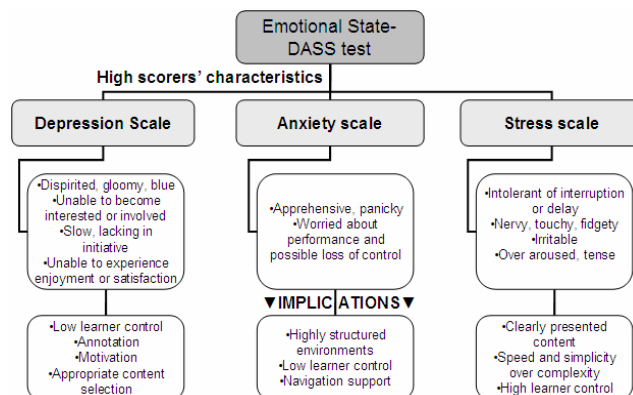 Emotional State-
DASS test
High scorers' characteristics
Depression Scale
Anxiety scale
Stress scale
•Dispirited, gloomy, blue
•Unable to become
interested or involved
•Slow, lacking in
initiative
•Unable to experience
enjoyment or satisfaction
•Apprehensive, panicky
•Worried about
performance and
possible loss of control
•Intolerant of interruption
or delay
•Nervy, touchy, fidgety
•Irritable
•Over aroused, tense
▼IMPLICATIONS▼
•Low learner control
•Annotation
•Motivation
•Appropriate content
selection
•Highly structured
environments
•Low learner control
•Navigation support
•Clearly presented
content
•Speed and simplicity
over complexity
•High learner control